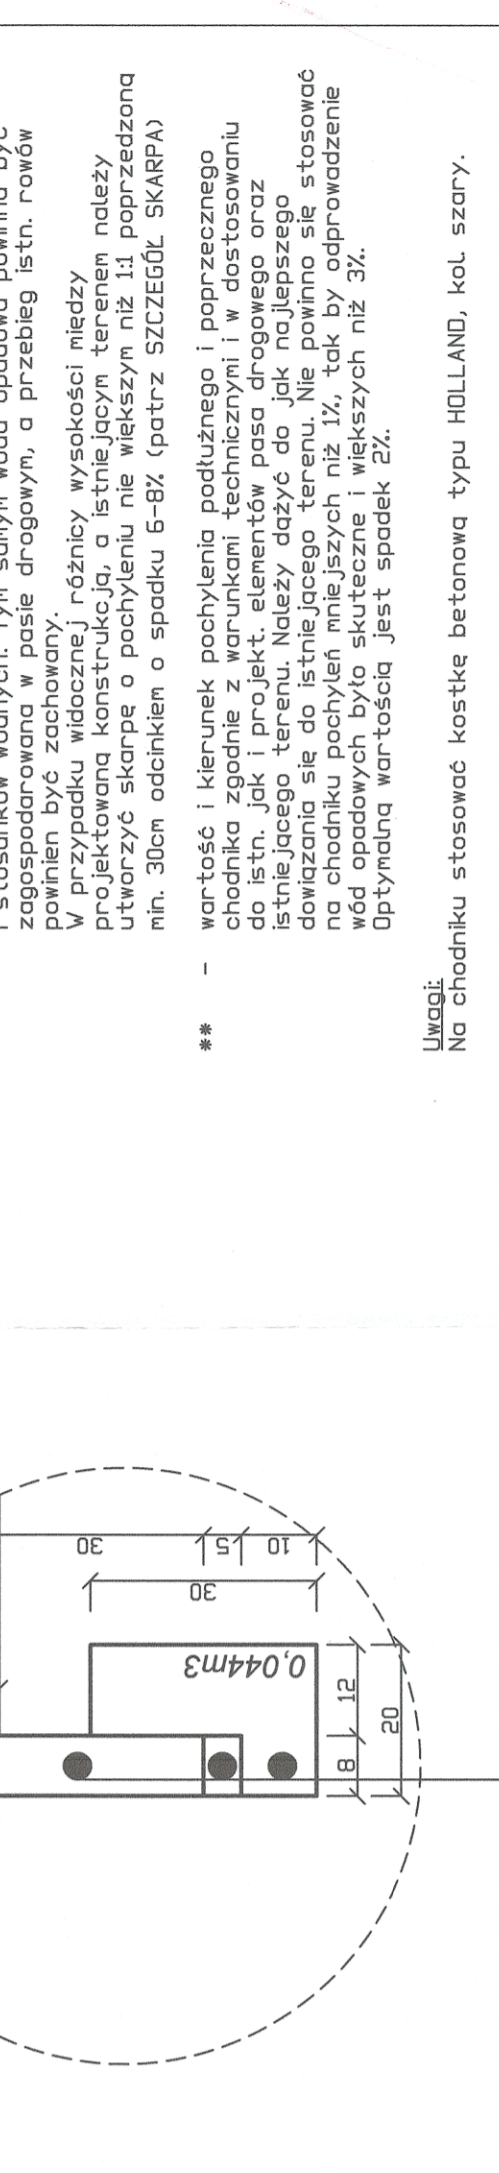 i stosunków wodnych. Tym samym woda opadowa powinna być
zagospodarowana w pasie drogowym, a przebieg istn. rowów
powinien być zachowany.
W przypadku widocznej różnicy wysokości między
projektowaną konstrukcją, a istniejącym terenem należy
utworzyć skarpę o pochyleniu nie większym niż 1:1 poprzedzoną
min. 30cm odcinkiem o spadku 6-8% (patrz SZCZEGÓŁ SKARPA)
** - wartość i kierunek pochylenia podłużnego i poprzecznego
chodnika zgodnie z warunkami technicznymi i w dostosowaniu
do istn. jak i projekt. elementów pasa drogowego oraz
istniejącego terenu. Należy dążyć do jak najlepszego
dowiązania się do istniejącego terenu. Nie powinno się stosować
na chodniku pochyleń mniejszych niż 1%, tak by odprowadzenie
wód opadowych było skuteczne i większych niż 3%.
Optymalną wartością jest spadek 2%.
Uwagi:
Na chodniku stosować kostkę betonową typu HOLLAND, kol. szary.
30
5
10
30
0,044m3
12
8
20